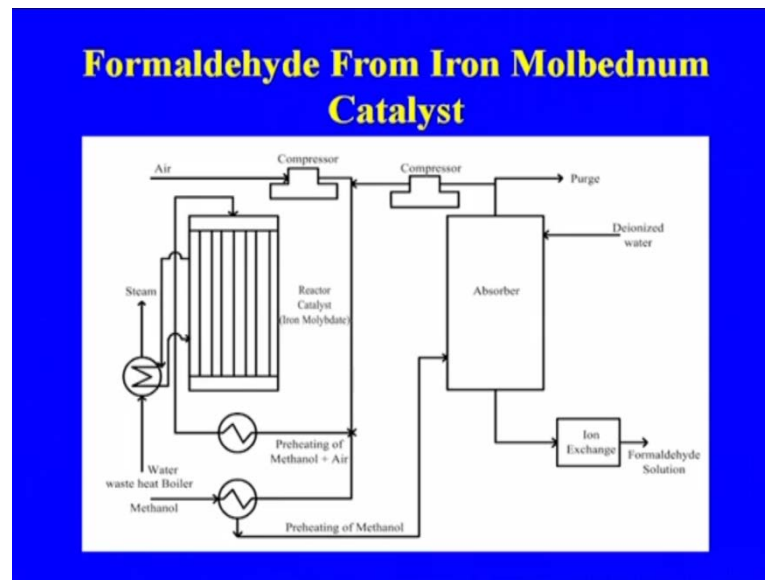 Formaldehyde From Iron Molbednum
Catalyst
Air
Compressor
Compressor
Purge
Deionized
water
Steam
Reactor
Catalyst
(Iron Molybdate)
Absorber
Preheating of
Methanol + Air
Ion
Exchange
Formaldehyde
Solution
Water
waste heat Boiler
Methanol
Preheating of Methanol